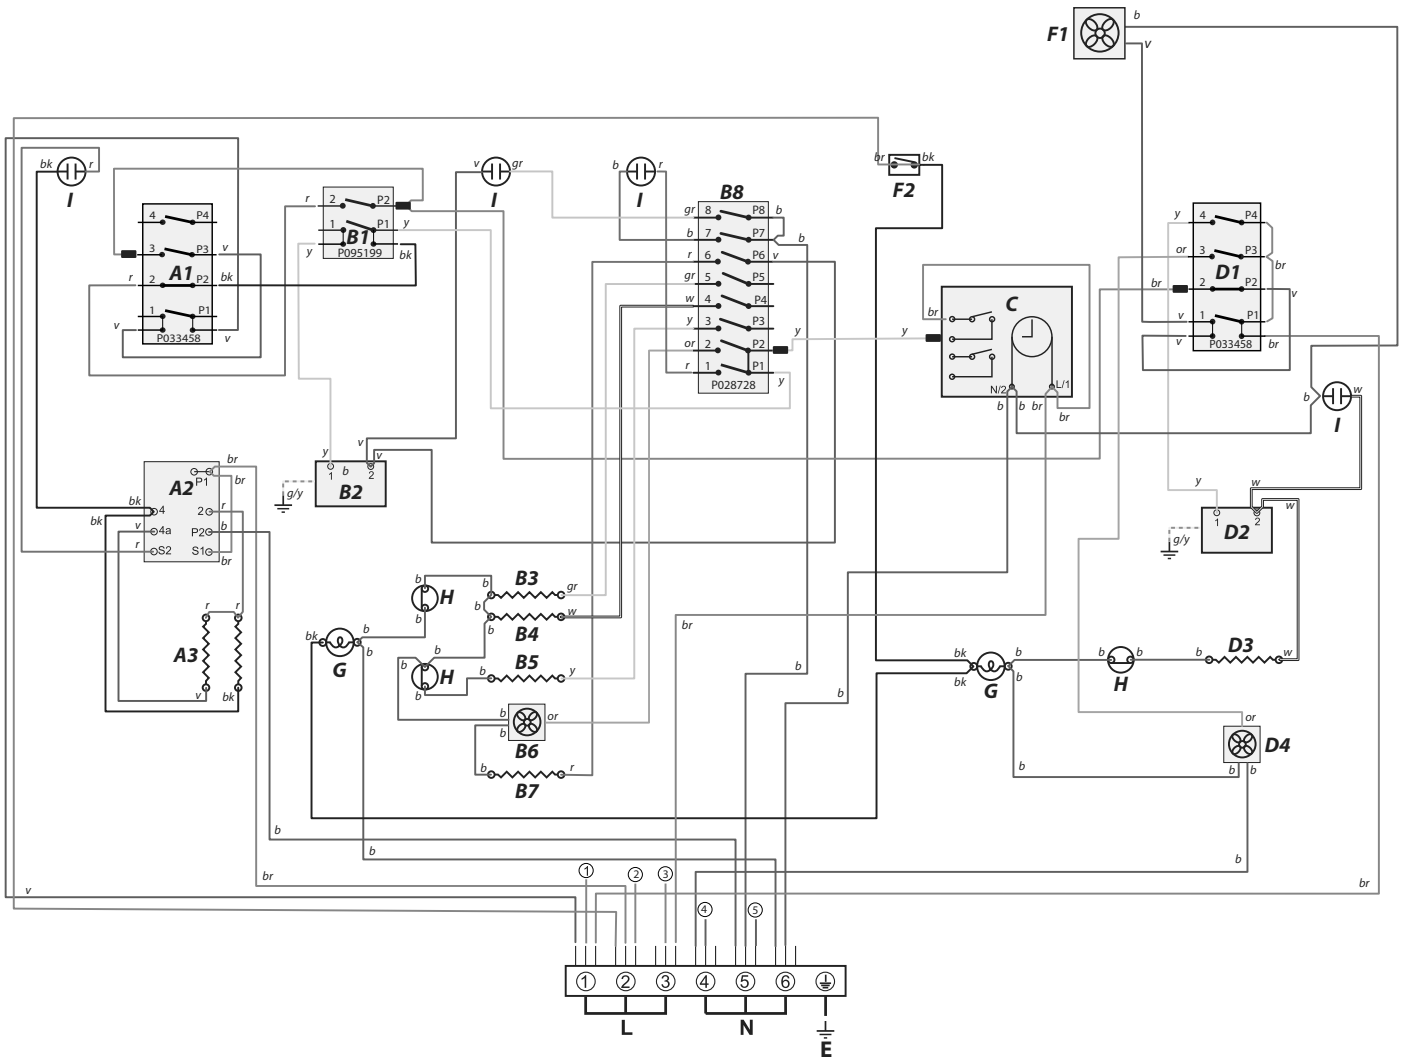 b
F1
v
bk r
I
v gr
I
b r
I
br bk
F2
B8
4 P4
3 P3 v
A1
r 2 P2 bk
1 P1
v
P033458
v
r 2 P2
1 P1 y
B1
y P095199 bk
gr 8 P8 b
b 7 P7 b
r 6 P6 v
gr 5 P5
w 4 P4
y 3 P3
or 2 P2 y
r 1 P1
P028728 y
y
br
C
N/2 L/1
b b br
br
y 4 P4
or 3 P3
D1 br
br 2 P2 v
v 1 P1
v P033458 br
b w
I
y
v
v
1 b 2
B2
g/y
br
P1 br
A2
bk 4 2 r
bk
v 4a P2 b
r S2 S1
br
y w
w
1 2
D2
g/y
b b B3 gr
H
b
b
b w
B4
r r
A3
v bk
bk b
b
G
b b
H
b
b B5 y
b or
b
B6
b r
B7
br
b
b
bk b
bk b
G
b b
H
b D3 w
or
D4
b b
b
b
b
b
br
v
br
1 2 3
4 5
1 2 3 4 5 6
L N
E